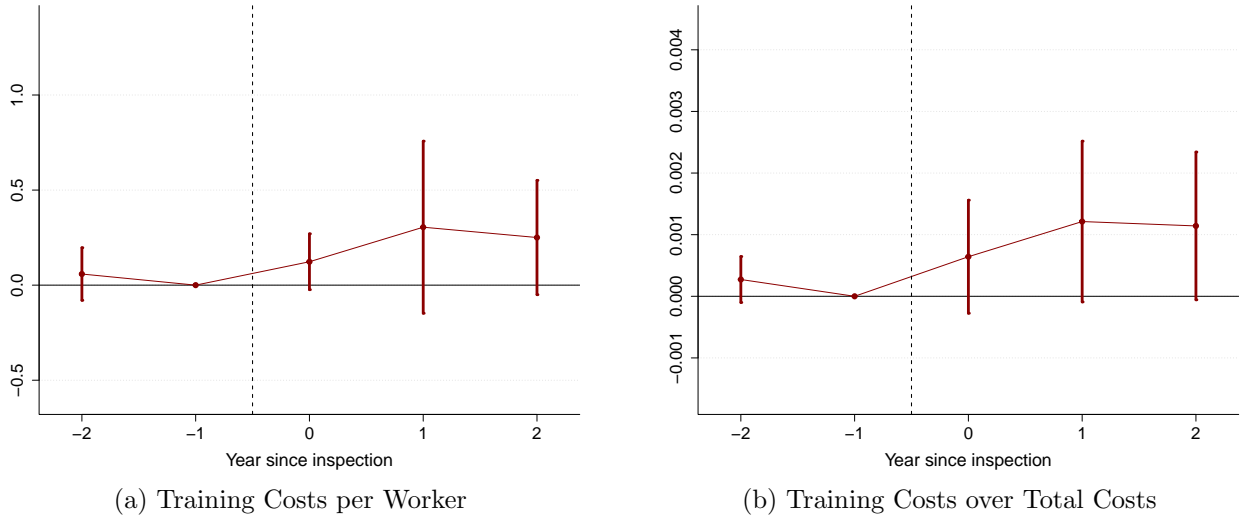 1.0
0.5
0.0
−0.5
−2 −1 0 1 2
Year since inspection
(a) Training Costs per Worker
0.004
0.003
0.002
0.001
0.000
−0.001
−2 −1 0 1 2
Year since inspection
(b) Training Costs over Total Costs